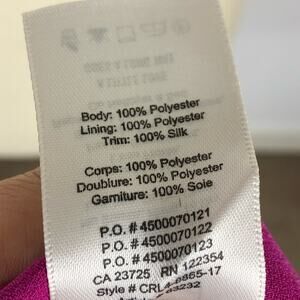 Body: 100% Polyester
Lining: 100% Polyester
Trim: 100% Silk
Corps: 100% Polyester
Doublure: 100% Polyester
Garniture: 100% Soie
P.O. # 4500070121
P.O. # 4500070122
P.O. # 4500070123
CA 23725 RN 122354
Style #